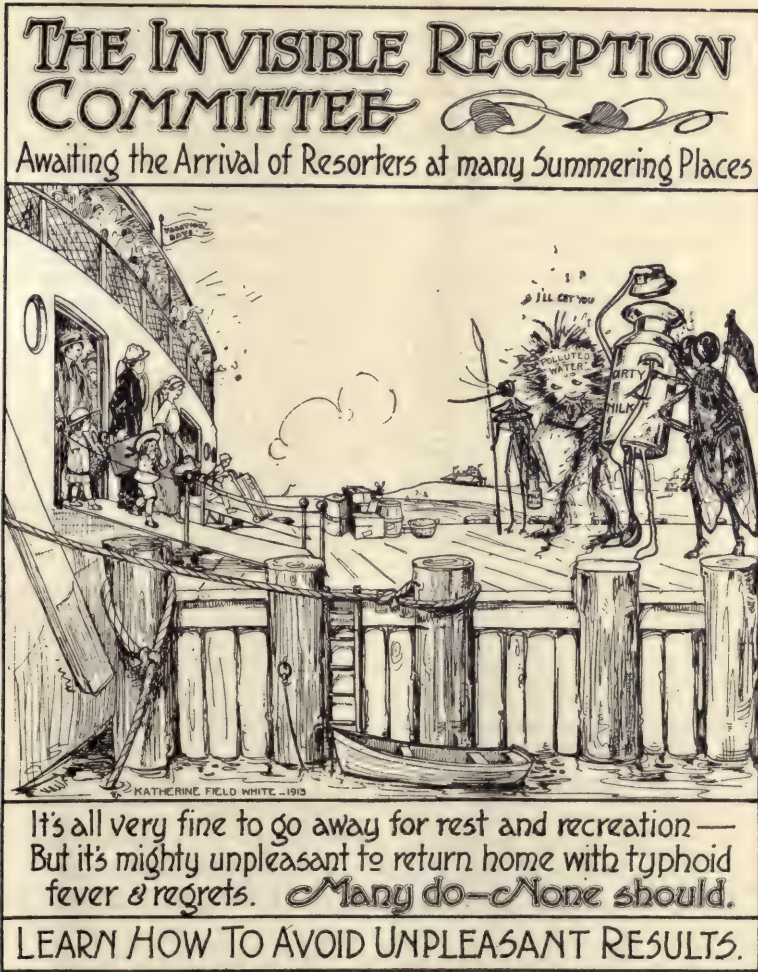 THE INVISIBLE RECEPTION
COMMITTEE
Awaiting the Arrival of Resorters at many Summering Places
VACATION
DAYS
I'LL GET YOU
POLLUTED
WATER
DIRTY
MILK
KATHERINE FIELD WHITE - 1913
It's all very fine to go away for rest and recreation —
But it's mighty unpleasant to return home with typhoid
fever & regrets. Many do—None should.
LEARN HOW TO AVOID UNPLEASANT RESULTS.